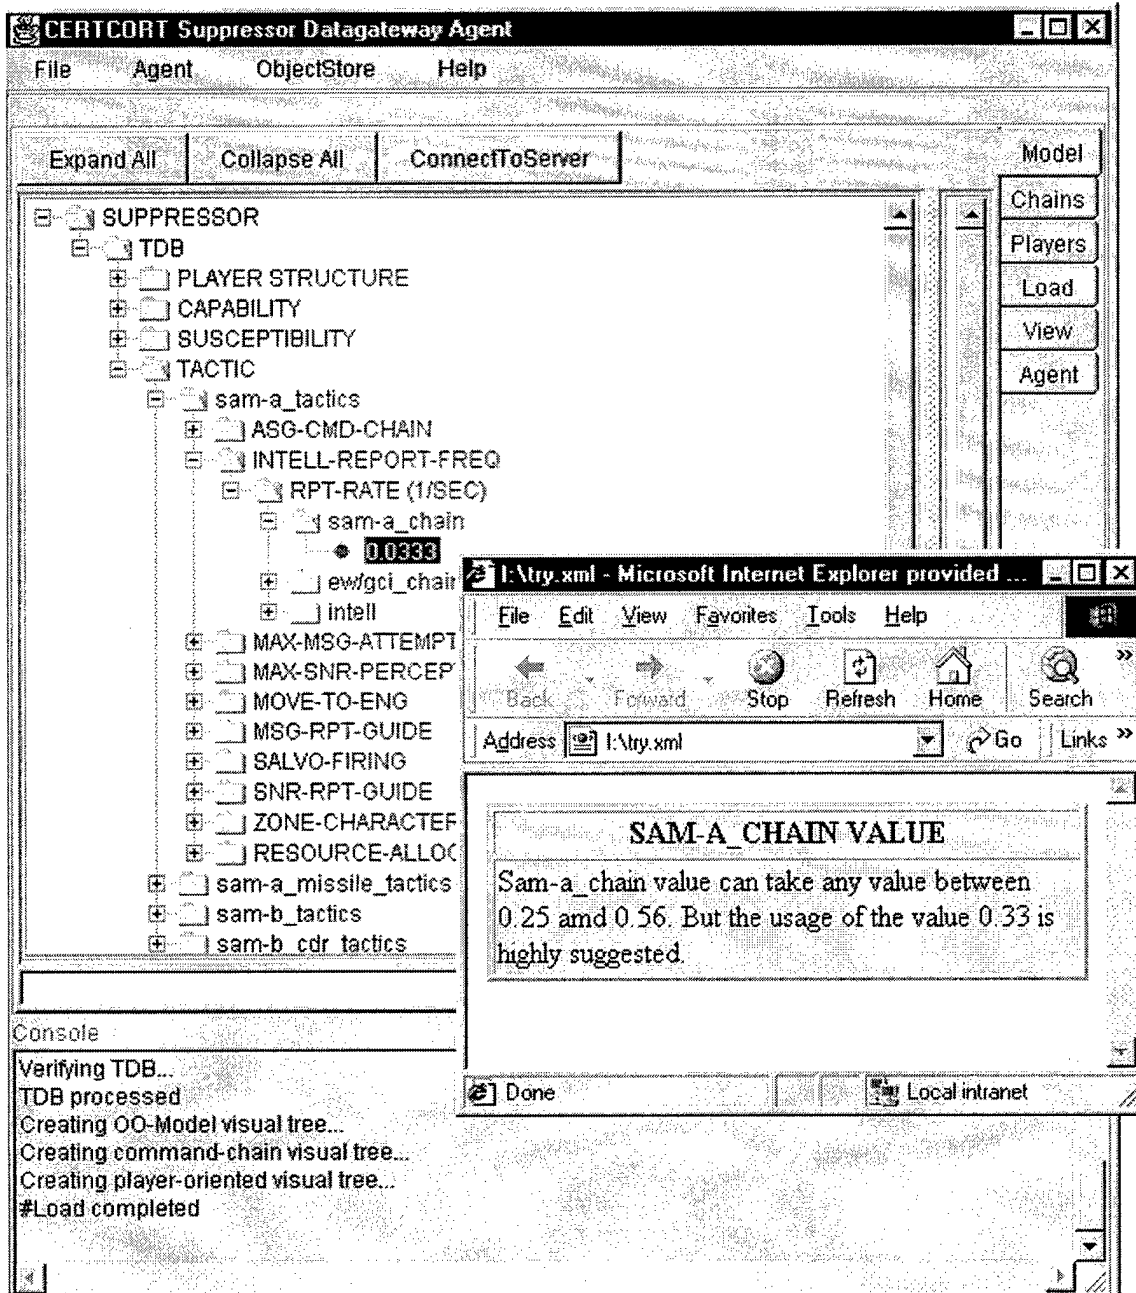 CERTCORT Suppressor Datagateway Agent
File Agent ObjectStore Help
Expand All Collapse All ConnectToServer
Model
Chains
Players
Load
View
Agent
SUPPRESSOR
TDB
PLAYER STRUCTURE
CAPABILITY
SUSCEPTIBILITY
TACTIC
sam-a_tactics
ASG-CMD-CHAIN
INTELL-REPORT-FREQ
RPT-RATE (1/SEC)
sam-a_chain
0.0333
ew/gci_chain
intell
MAX-MSG-ATTEMPT
MAX-SNR-PERCEP
MOVE-TO-ENG
MSG-RPT-GUIDE
SALVO-FIRING
SNR-RPT-GUIDE
ZONE-CHARACTER
RESOURCE-ALLOC
sam-a_missile_tactics
sam-b_tactics
sam-b_cdr_tactics
I:\try.xml - Microsoft Internet Explorer provided ...
File Edit View Favorites Tools Help »
Back Forward Stop Refresh Home Search
Address I:\try.xml Go Links »
SAM-A_CHAIN VALUE
Sam-a_chain value can take any value between
0.25 amd 0.56. But the usage of the value 0.33 is
highly suggested.
Done Local intranet
Console
Verifying TDB...
TDB processed
Creating OO-Model visual tree...
Creating command-chain visual tree...
Creating player-oriented visual tree...
#Load completed